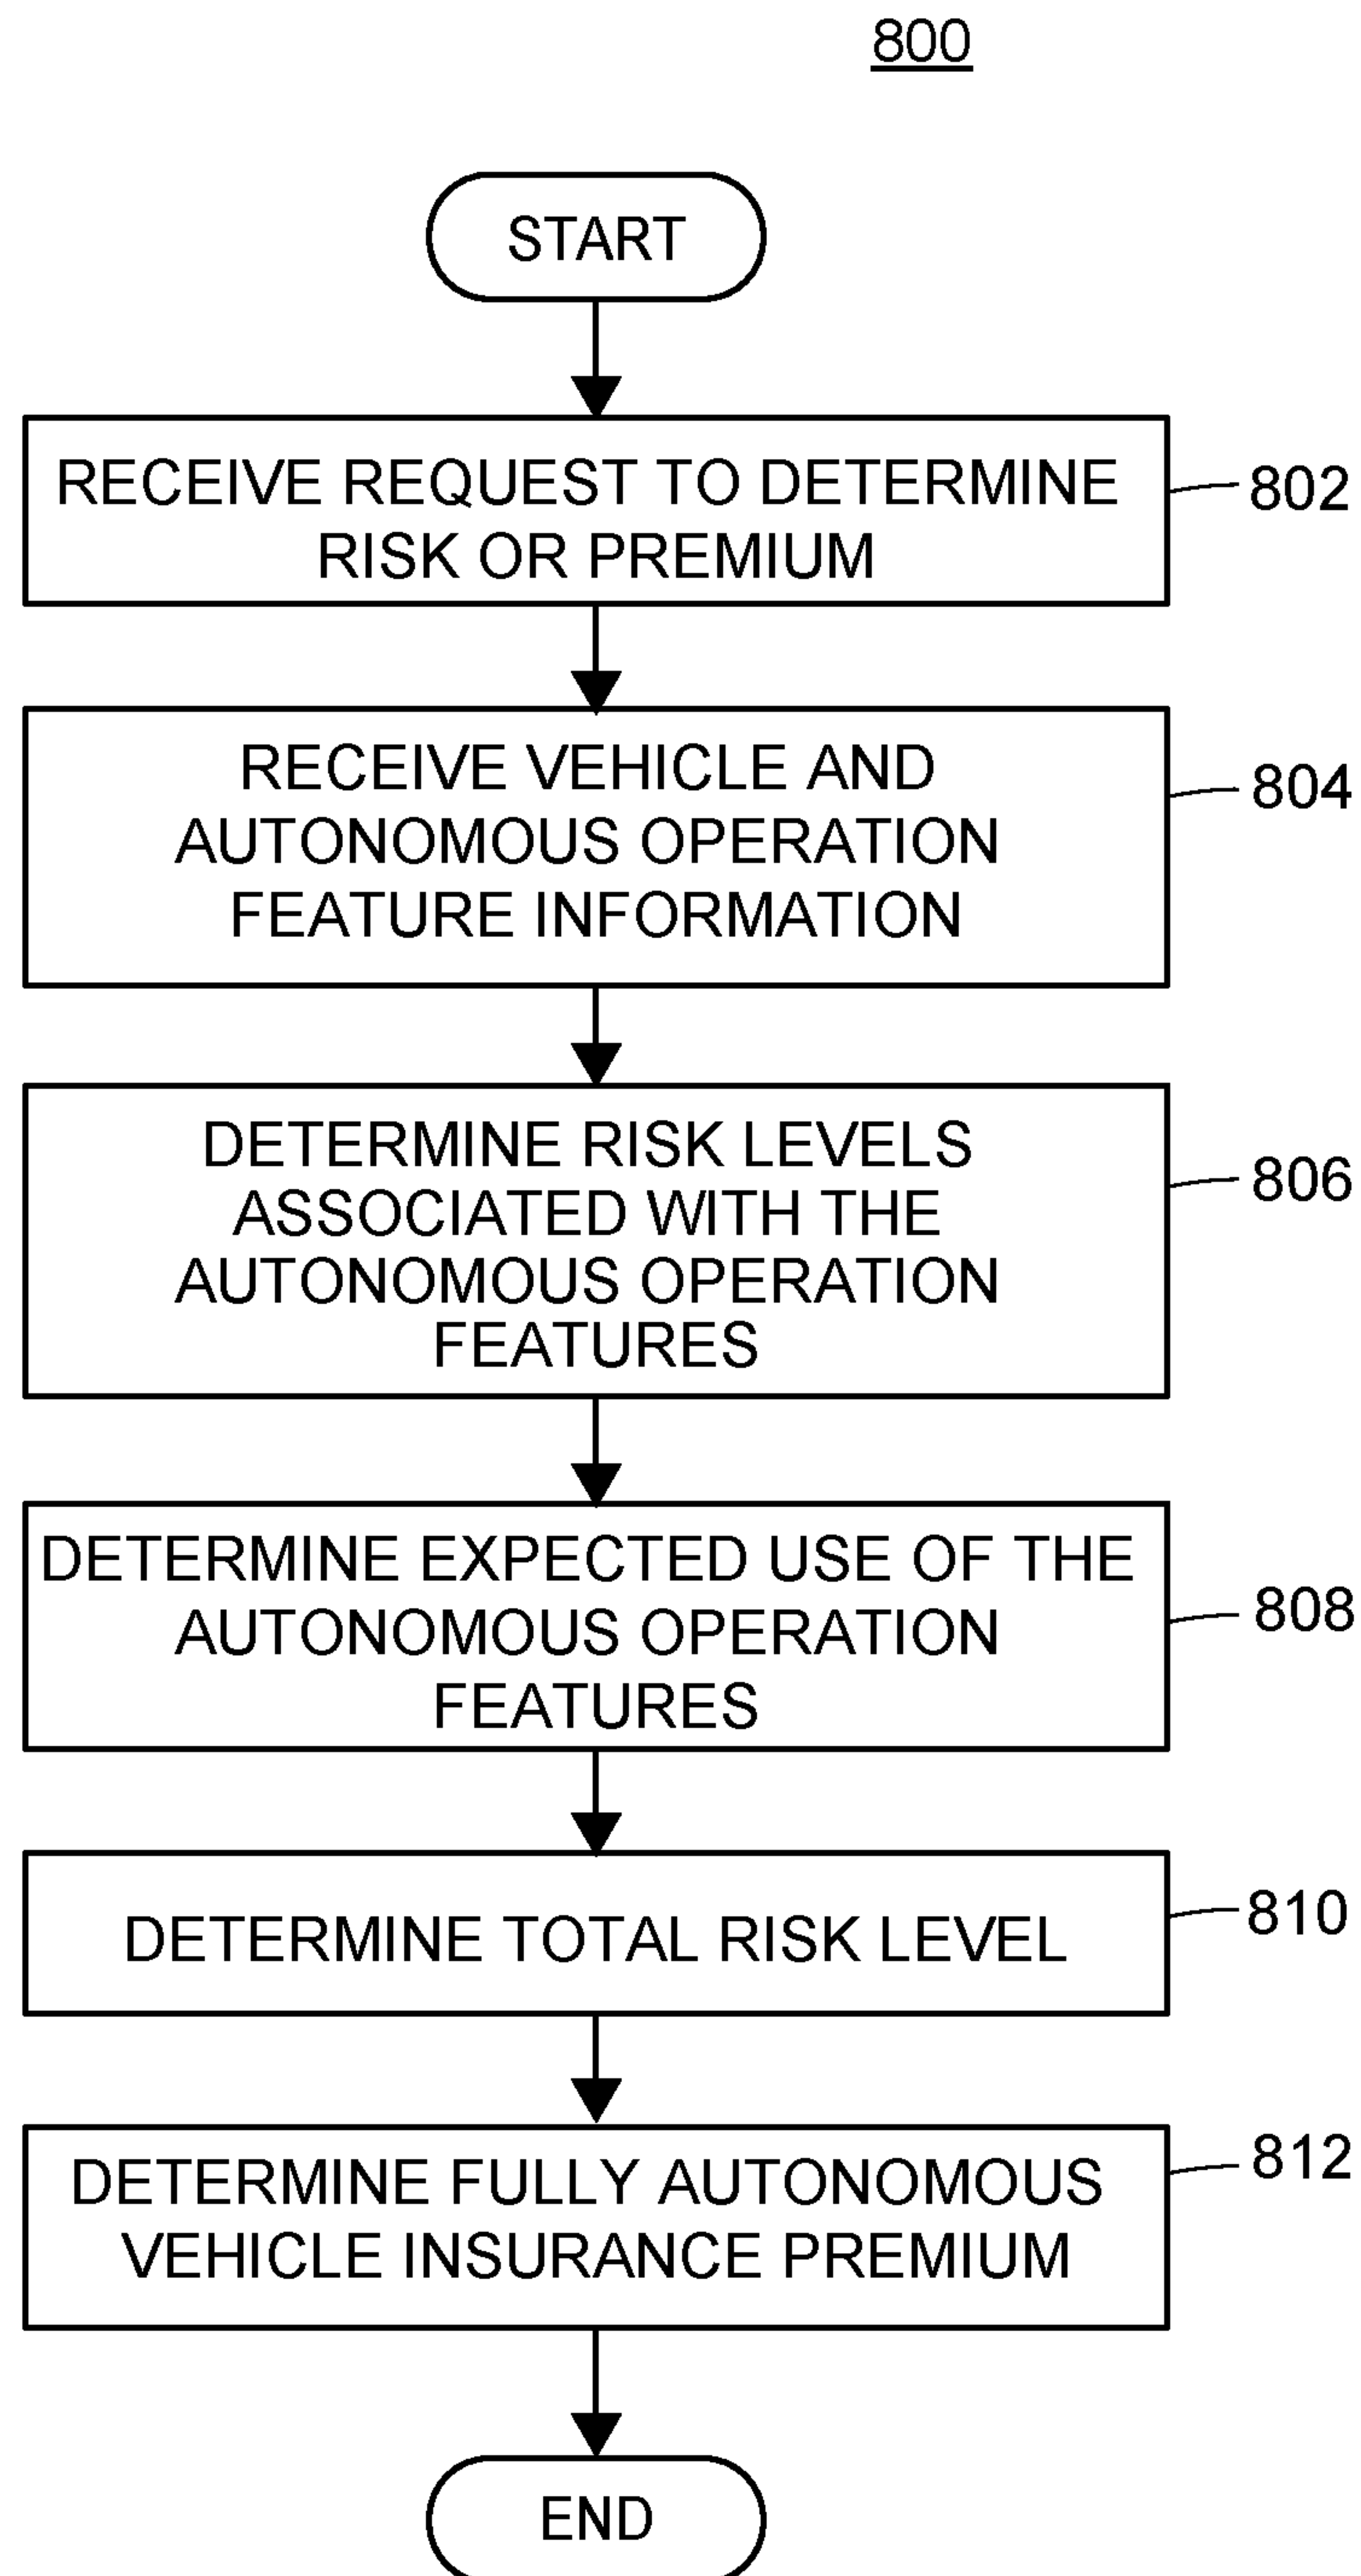 800
START
RECEIVE REQUEST TO DETERMINE
RISK OR PREMIUM
802
RECEIVE VEHICLE AND
AUTONOMOUS OPERATION
FEATURE INFORMATION
804
DETERMINE RISK LEVELS
ASSOCIATED WITH THE
AUTONOMOUS OPERATION
FEATURES
806
DETERMINE EXPECTED USE OF THE
AUTONOMOUS OPERATION
FEATURES
808
DETERMINE TOTAL RISK LEVEL
810
DETERMINE FULLY AUTONOMOUS
VEHICLE INSURANCE PREMIUM
812
END